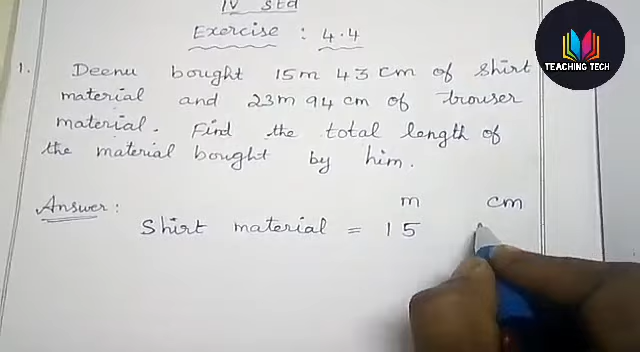 IV Std
Exercise : 4.4
1. Deenu bought 15m 43 cm of shirt
material and 23m 94 cm of trouser
material. Find the total length of
the material bought by him.
Answer :
m cm
Shirt material = 15
TEACHING TECH